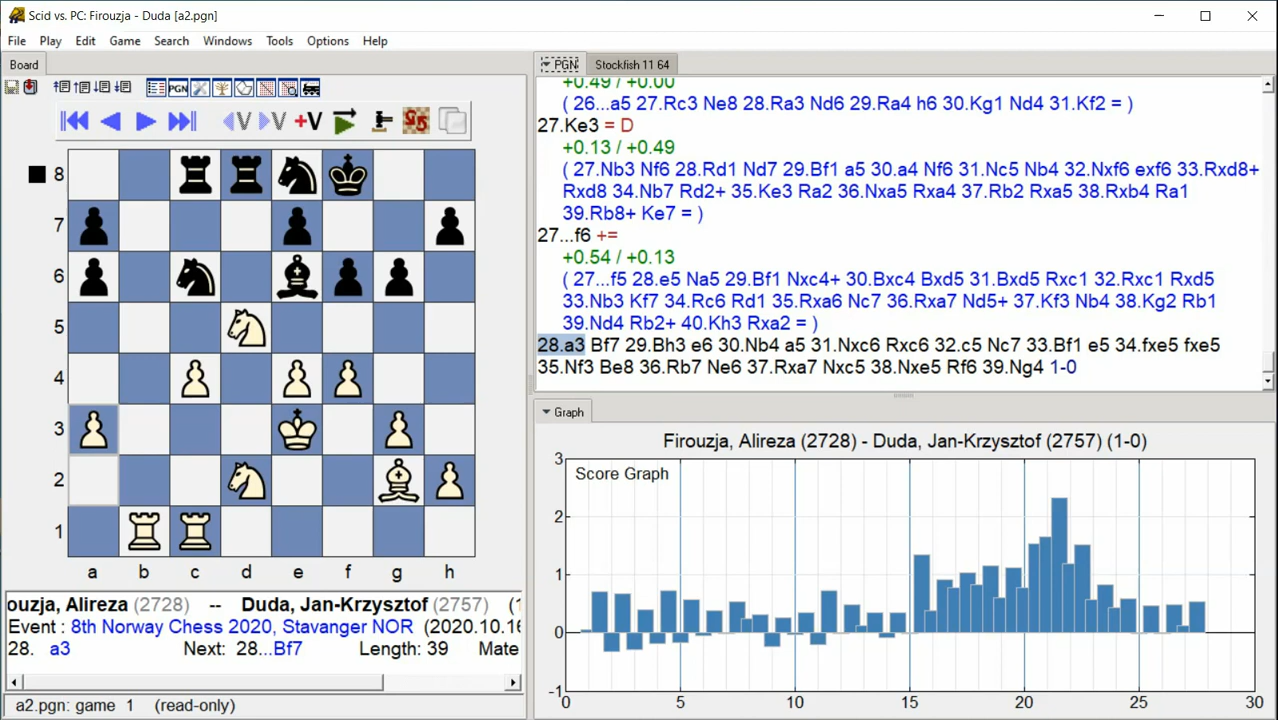 Scid vs. PC: Firouzja - Duda [a2.pgn]
File Play Edit Game Search Windows Tools Options Help
Board
PGN
V V +V
8
7
6
5
4
3
2
1
a b c d e f g h
ouzja, Alireza (2728) -- Duda, Jan-Krzysztof (2757) (1
Event : 8th Norway Chess 2020, Stavanger NOR (2020.10.16
28. a3 Next: 28...Bf7 Length: 39 Mate
a2.pgn: game 1 (read-only)
PGN Stockfish 11 64
+0.49 / +0.00
( 26...a5 27.Rc3 Ne8 28.Ra3 Nd6 29.Ra4 h6 30.Kg1 Nd4 31.Kf2 = )
27.Ke3 = D
+0.13 / +0.49
( 27.Nb3 Nf6 28.Rd1 Nd7 29.Bf1 a5 30.a4 Nf6 31.Nc5 Nb4 32.Nxf6 exf6 33.Rxd8+
Rxd8 34.Nb7 Rd2+ 35.Ke3 Ra2 36.Nxa5 Rxa4 37.Rb2 Rxa5 38.Rxb4 Ra1
39.Rb8+ Ke7 = )
27...f6 +=
+0.54 / +0.13
( 27...f5 28.e5 Na5 29.Bf1 Nxc4+ 30.Bxc4 Bxd5 31.Bxd5 Rxc1 32.Rxc1 Rxd5
33.Nb3 Kf7 34.Rc6 Rd1 35.Rxa6 Nc7 36.Rxa7 Nd5+ 37.Kf3 Nb4 38.Kg2 Rb1
39.Nd4 Rb2+ 40.Kh3 Rxa2 = )
28.a3 Bf7 29.Bh3 e6 30.Nb4 a5 31.Nxc6 Rxc6 32.c5 Nc7 33.Bf1 e5 34.fxe5 fxe5
35.Nf3 Be8 36.Rb7 Ne6 37.Rxa7 Nxc5 38.Nxe5 Rf6 39.Ng4 1-0
Graph
Firouzja, Alireza (2728) - Duda, Jan-Krzysztof (2757) (1-0)
Score Graph
3
2
1
0
-1
0 5 10 15 20 25 30